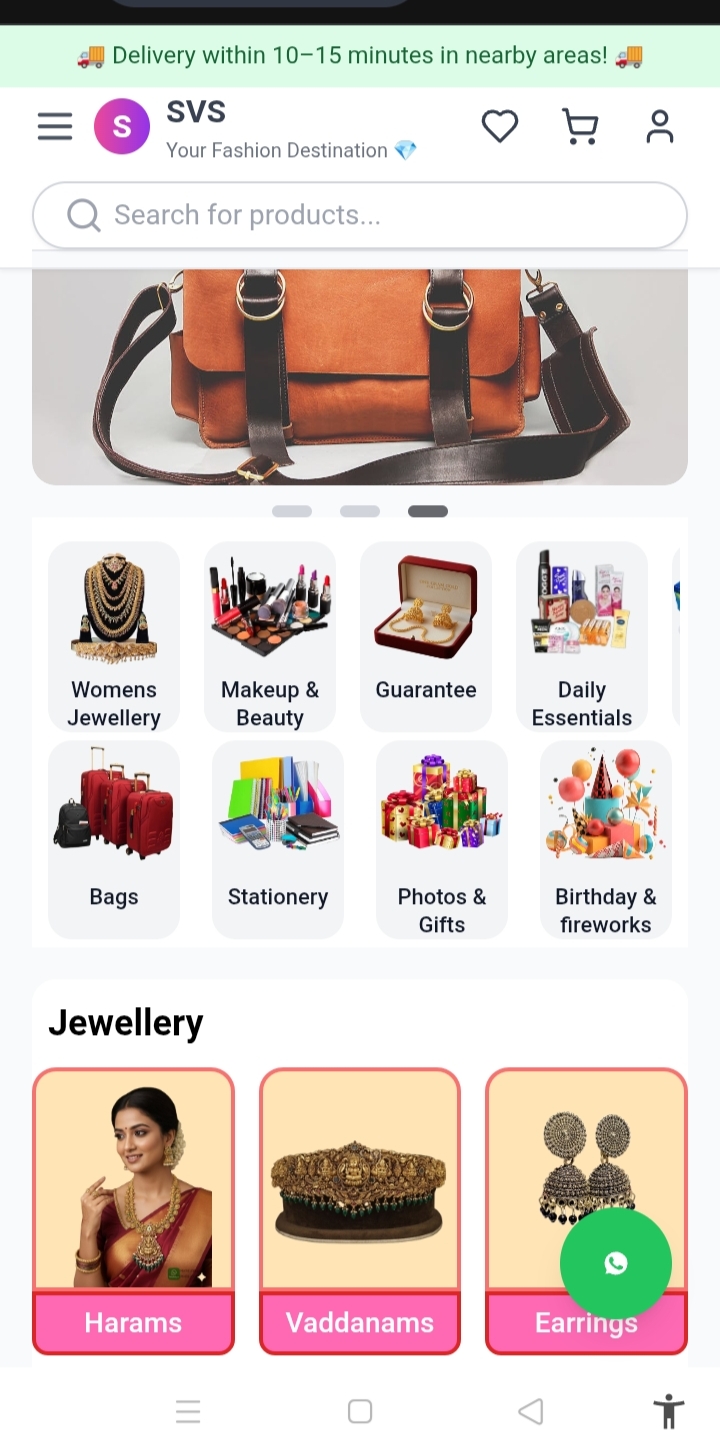 🚚 Delivery within 10–15 minutes in nearby areas! 🚚
S
SVS
Your Fashion Destination 💎
Search for products...
Womens
Jewellery
Makeup &
Beauty
Guarantee
Daily
Essentials
Bags
Stationery
Photos &
Gifts
Birthday &
fireworks
Jewellery
Harams
Vaddanams
Earrings